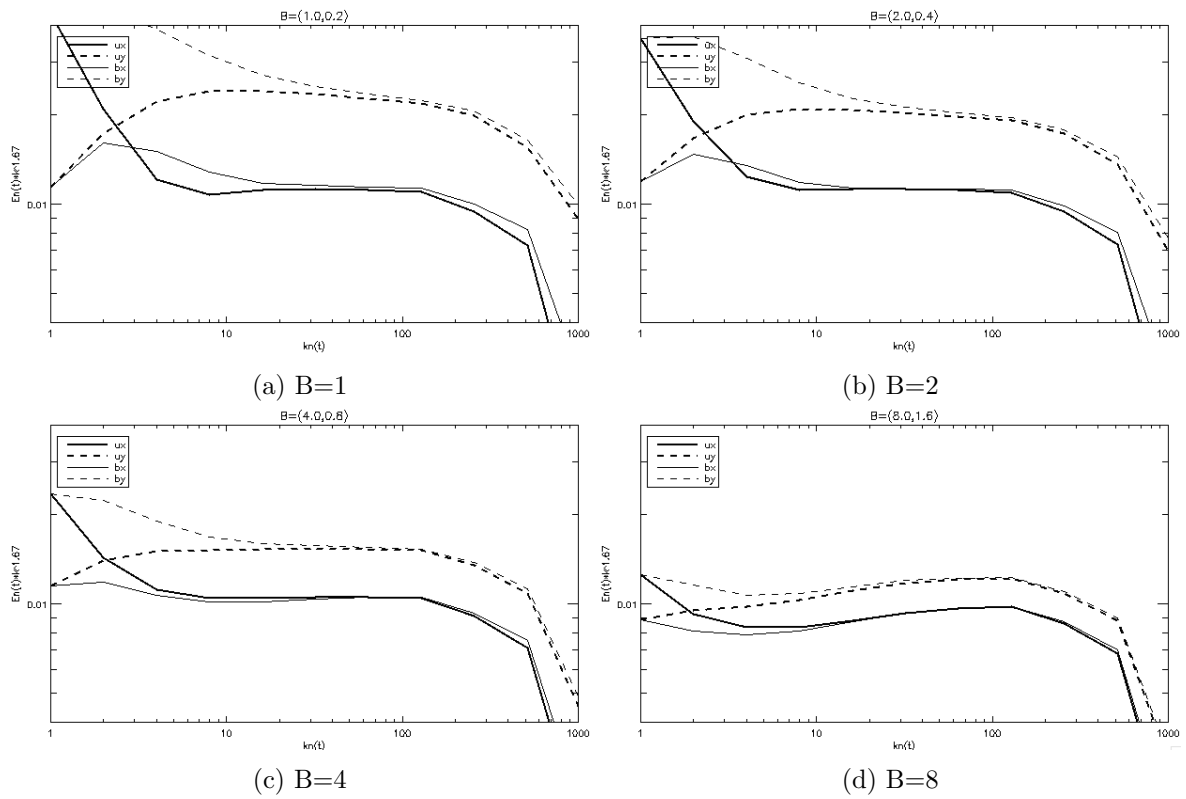 B=(1.0,0.2)
ux
uy
bx
by
En(t)*k^1.67
0.01
1
10
100
1000
kn(t)
(a) B=1
B=(2.0,0.4)
ux
uy
bx
by
En(t)*k^1.67
0.01
1
10
100
1000
kn(t)
(b) B=2
B=(4.0,0.8)
ux
uy
bx
by
En(t)*k^1.67
0.01
1
10
100
1000
kn(t)
(c) B=4
B=(8.0,1.6)
ux
uy
bx
by
En(t)*k^1.67
0.01
1
10
100
1000
kn(t)
(d) B=8